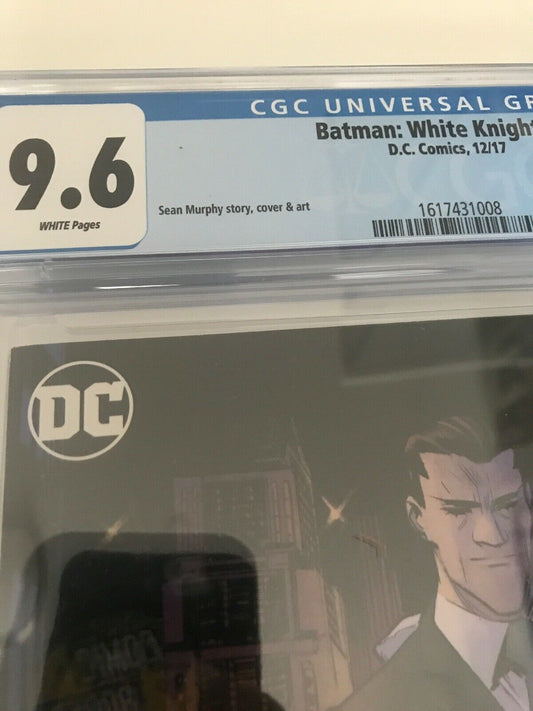 CGC UNIVERSAL GR
9.6
WHITE Pages
Batman: White Knight
D.C. Comics, 12/17
Sean Murphy story, cover & art
1617431008
DC